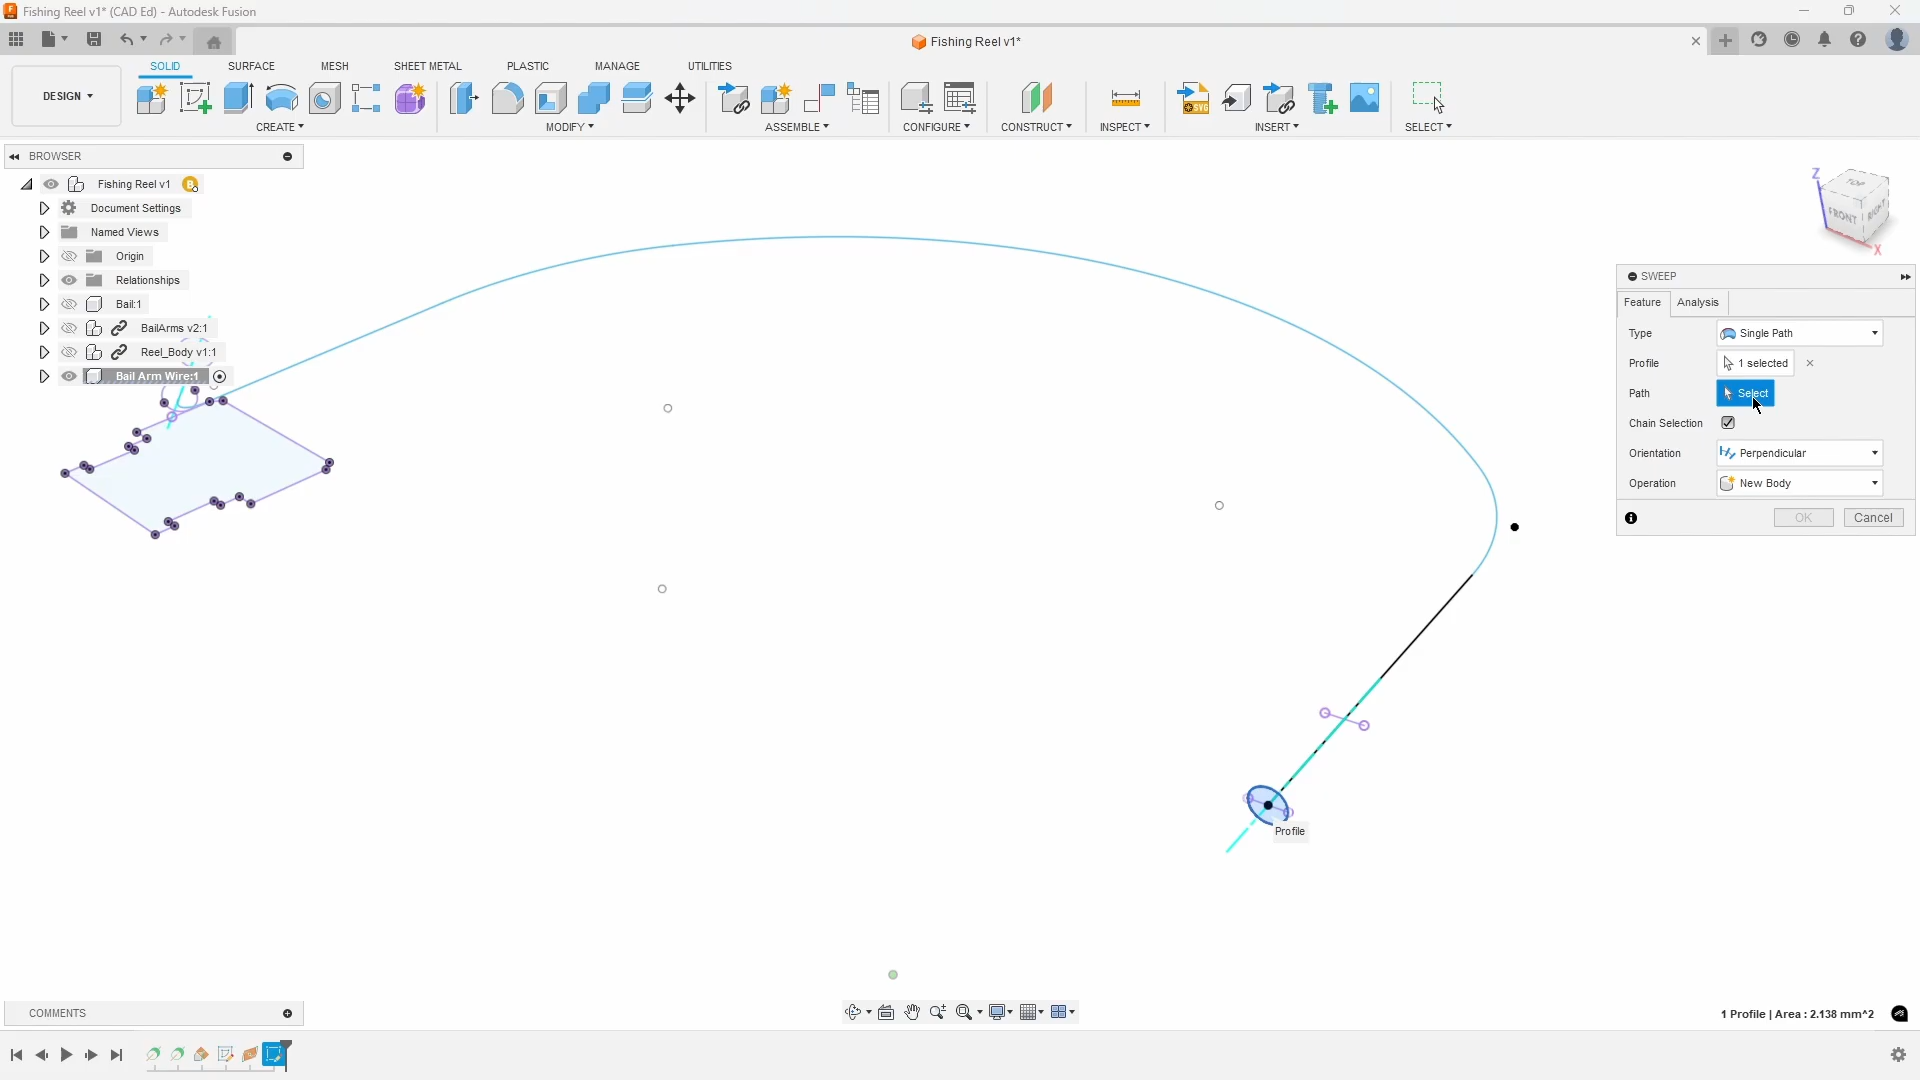 Fishing Reel v1* (CAD Ed) - Autodesk Fusion
Fishing Reel v1*
DESIGN
SOLID
SURFACE
MESH
SHEET METAL
PLASTIC
MANAGE
UTILITIES
CREATE
MODIFY
ASSEMBLE
CONFIGURE
CONSTRUCT
INSPECT
INSERT
SELECT
SVG
BROWSER
Fishing Reel v1
Document Settings
Named Views
Origin
Relationships
Bail:1
BailArms v2:1
Reel_Body v1:1
Bail Arm Wire:1
Z
TOP
FRONT
RIGHT
X
SWEEP
Feature
Analysis
Type
Single Path
Profile
1 selected
Path
Select
Chain Selection
Orientation
Perpendicular
Operation
New Body
OK
Cancel
Profile
COMMENTS
1 Profile | Area : 2.138 mm^2